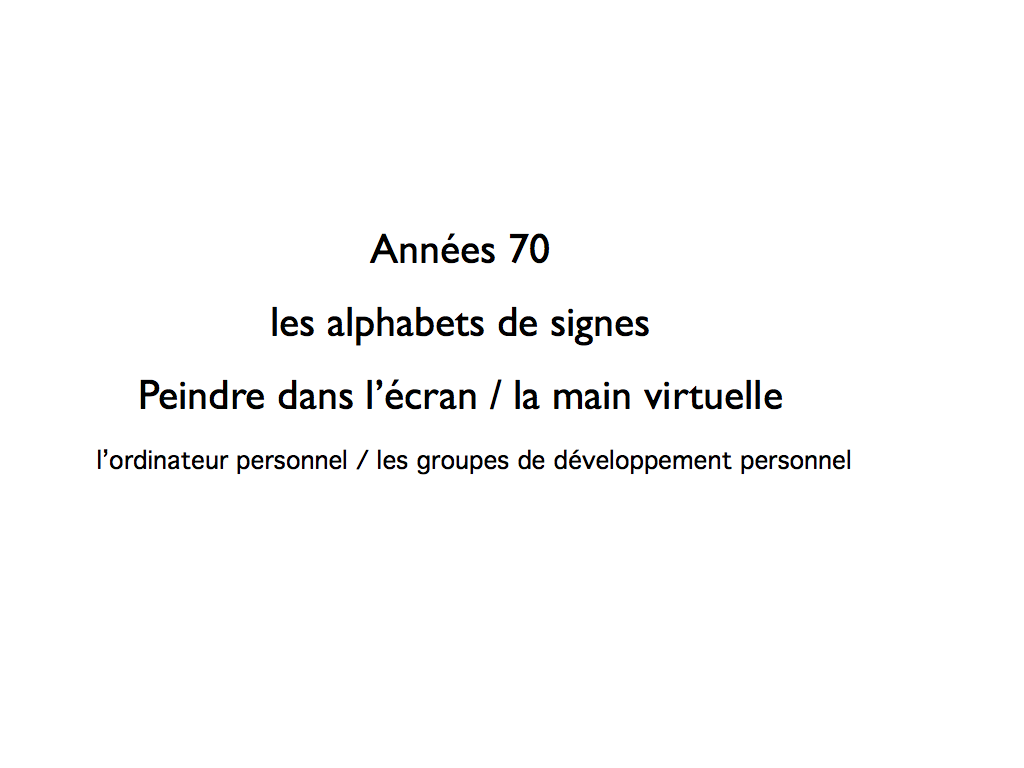 Années 70
les alphabets de signes
Peindre dans l’écran / la main virtuelle
l’ordinateur personnel / les groupes de développement personnel